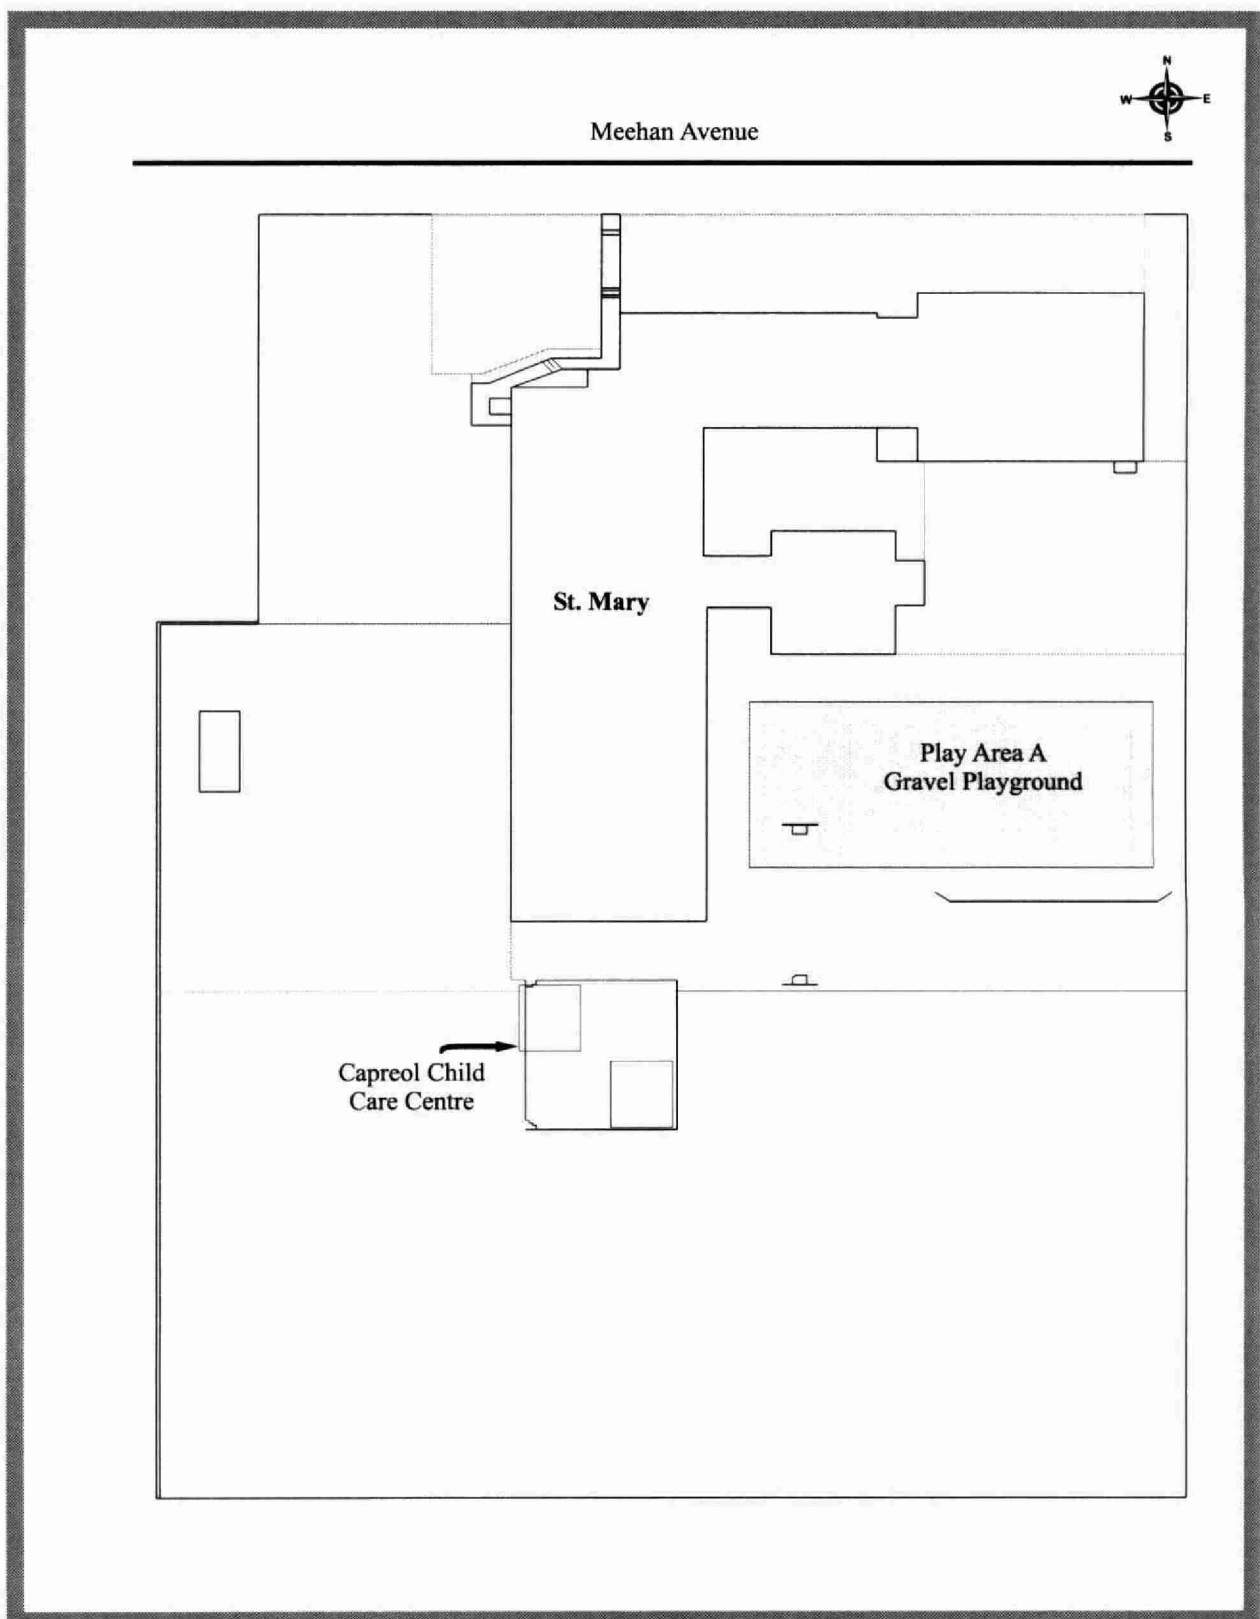 N
W E
S
Meehan Avenue
St. Mary
Play Area A
Gravel Playground
Capreol Child
Care Centre